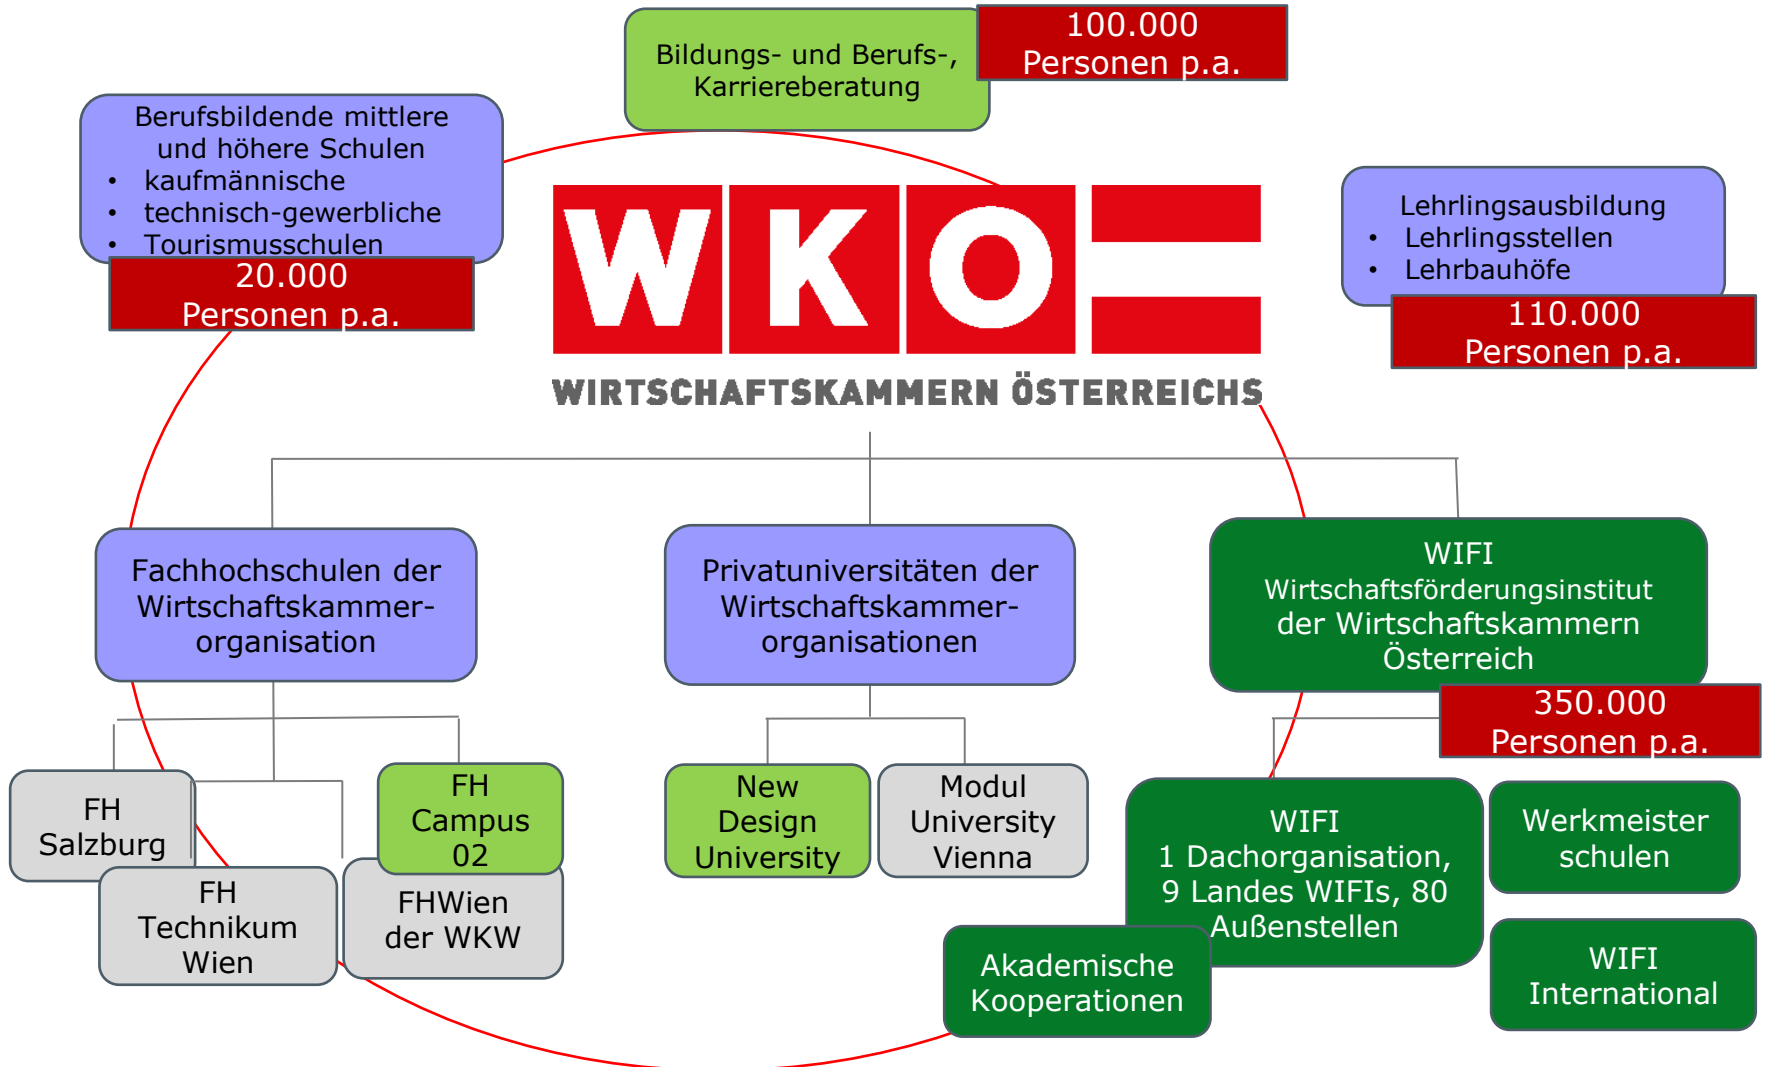 Bildungs- und Berufs-,
Karriereberatung
100.000
Personen p.a.
Berufsbildende mittlere
und höhere Schulen
• kaufmännische
• technisch-gewerbliche
• Tourismusschulen
20.000
Personen p.a.
Lehrlingsausbildung
• Lehrlingsstellen
• Lehrbauhöfe
110.000
Personen p.a.
WKO
WIRTSCHAFTSKAMMERN ÖSTERREICHS
Fachhochschulen der
Wirtschaftskammer-
organisation
Privatuniversitäten der
Wirtschaftskammer-
organisationen
WIFI
Wirtschaftsförderungsinstitut
der Wirtschaftskammern
Österreich
350.000
Personen p.a.
FH
Salzburg
FH
Technikum
Wien
FH
Campus
02
FHWien
der WKW
New
Design
University
Modul
University
Vienna
WIFI
1 Dachorganisation,
9 Landes WIFIs, 80
Außenstellen
Akademische
Kooperationen
Werkmeister
schulen
WIFI
International